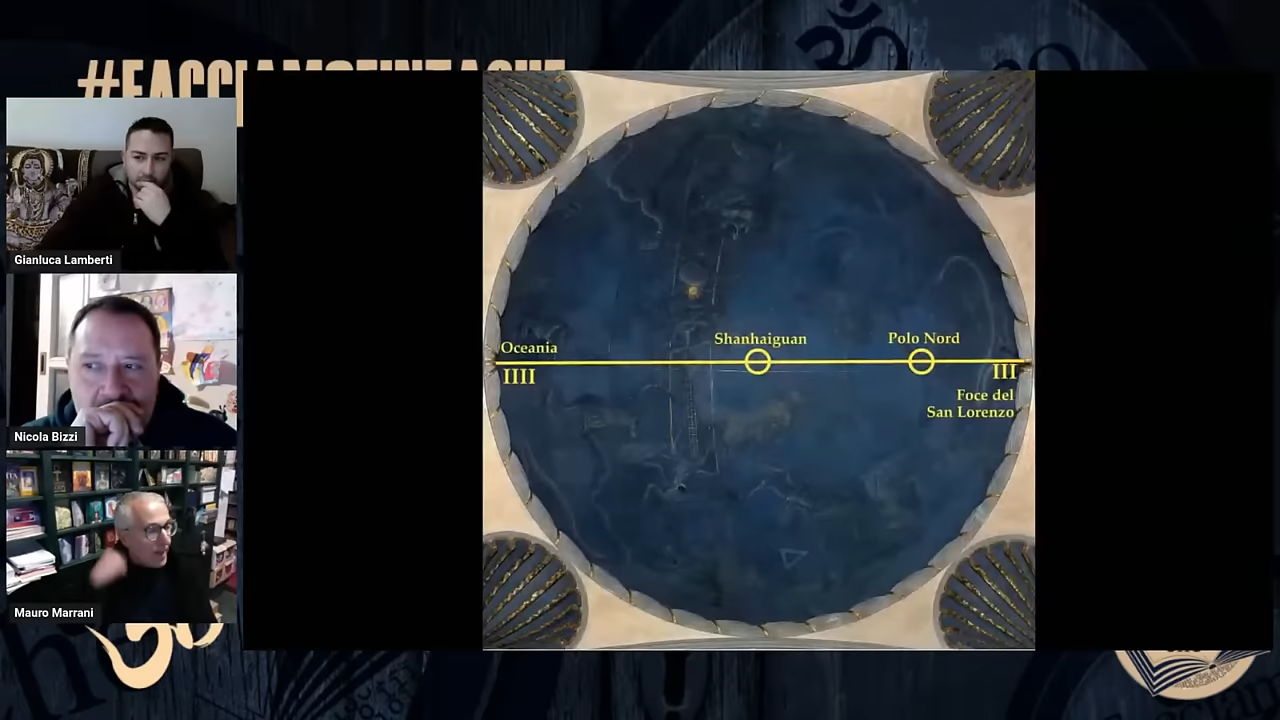 Gianluca Lamberti
Nicola Bizzi
Mauro Marrani
Oceania
IIII
Shanhaiguan
Polo Nord
III
Foce del
San Lorenzo